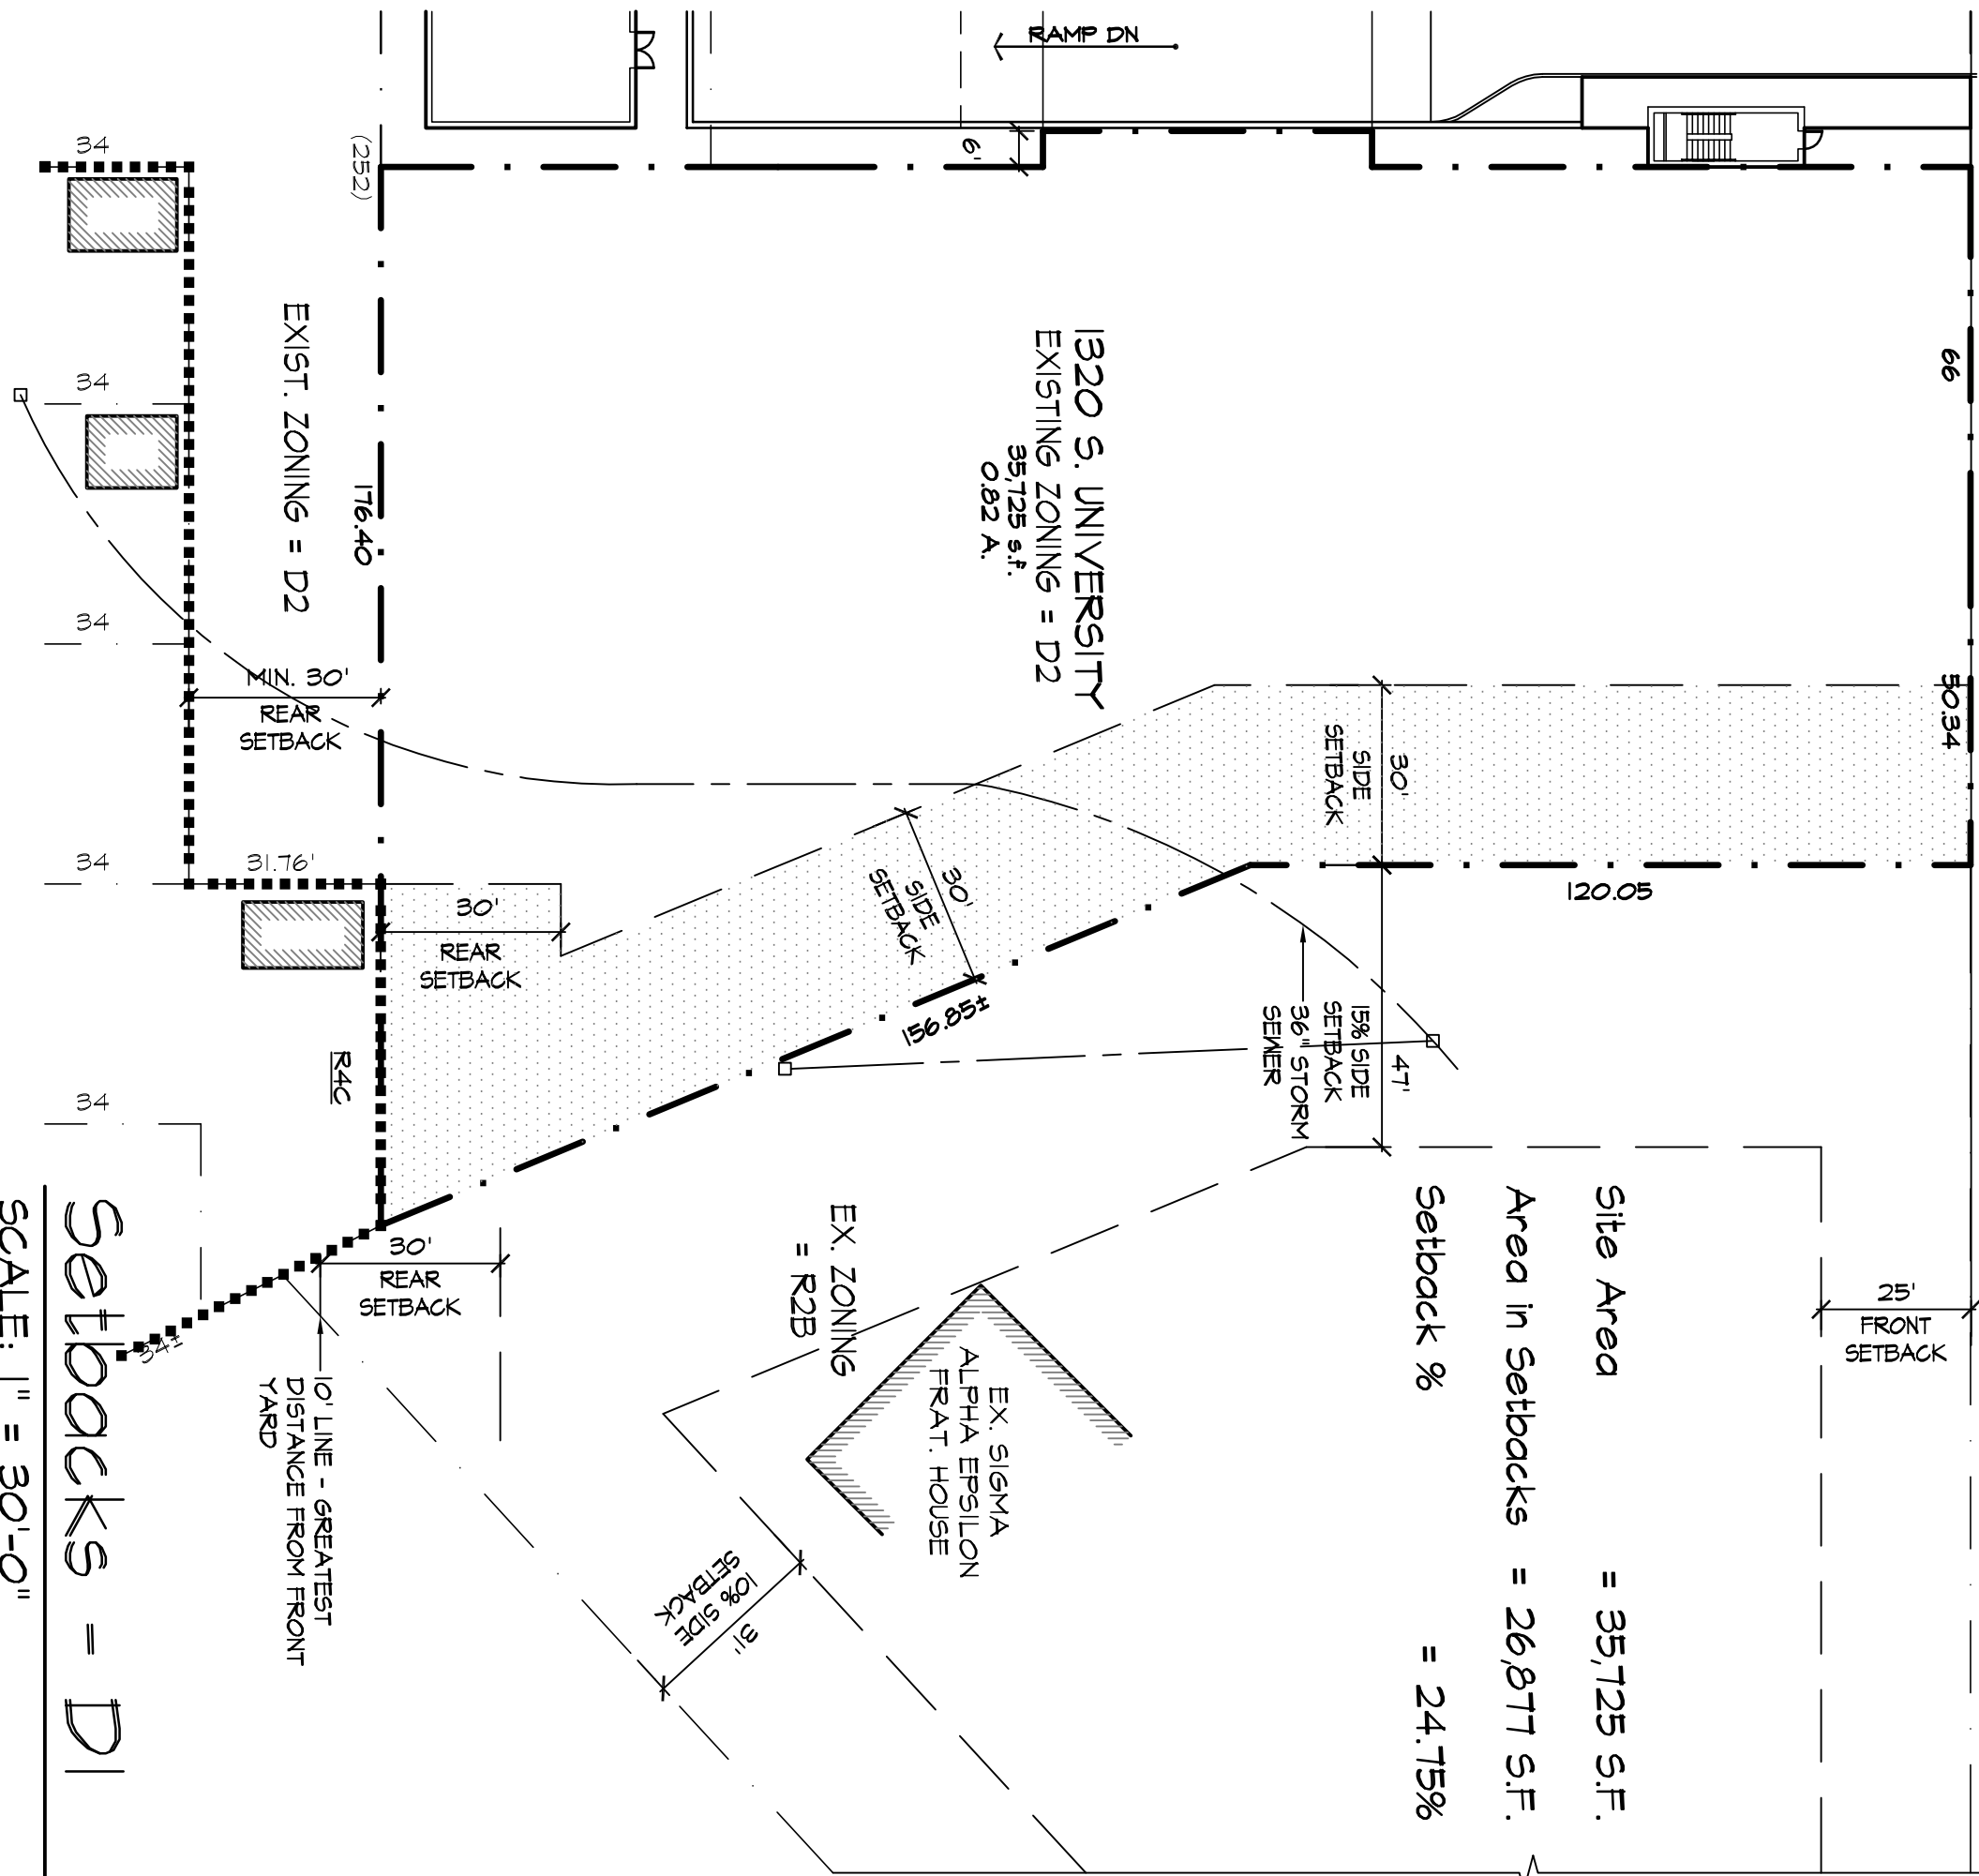 RAMP DN
6'
66
50.34
(252)
34
34
34
34
34
EXIST. ZONING = D2
176.40
1320 S. UNIVERSITY
EXISTING ZONING = D2
35,725 s.f.
0.82 A.
MIN. 30'
REAR
SETBACK
31.76'
30'
REAR
SETBACK
30'
SIDE
SETBACK
30'
SIDE
SETBACK
120.05
156.85±
R4C
47'
15% SIDE
SETBACK
36" STORM
SEWER
30'
REAR
SETBACK
34±
10' LINE - GREATEST
DISTANCE FROM FRONT
YARD
EX. ZONING
= R2B
EX. SIGMA
ALPHA EPSILON
FRAT. HOUSE
31'
10% SIDE
SETBACK
25'
FRONT
SETBACK
Site Area = 35,725 S.F.
Area in Setbacks = 26,877 S.F.
Setback % = 24.75%
Setbacks = D1
SCALE: 1" = 30'-0"